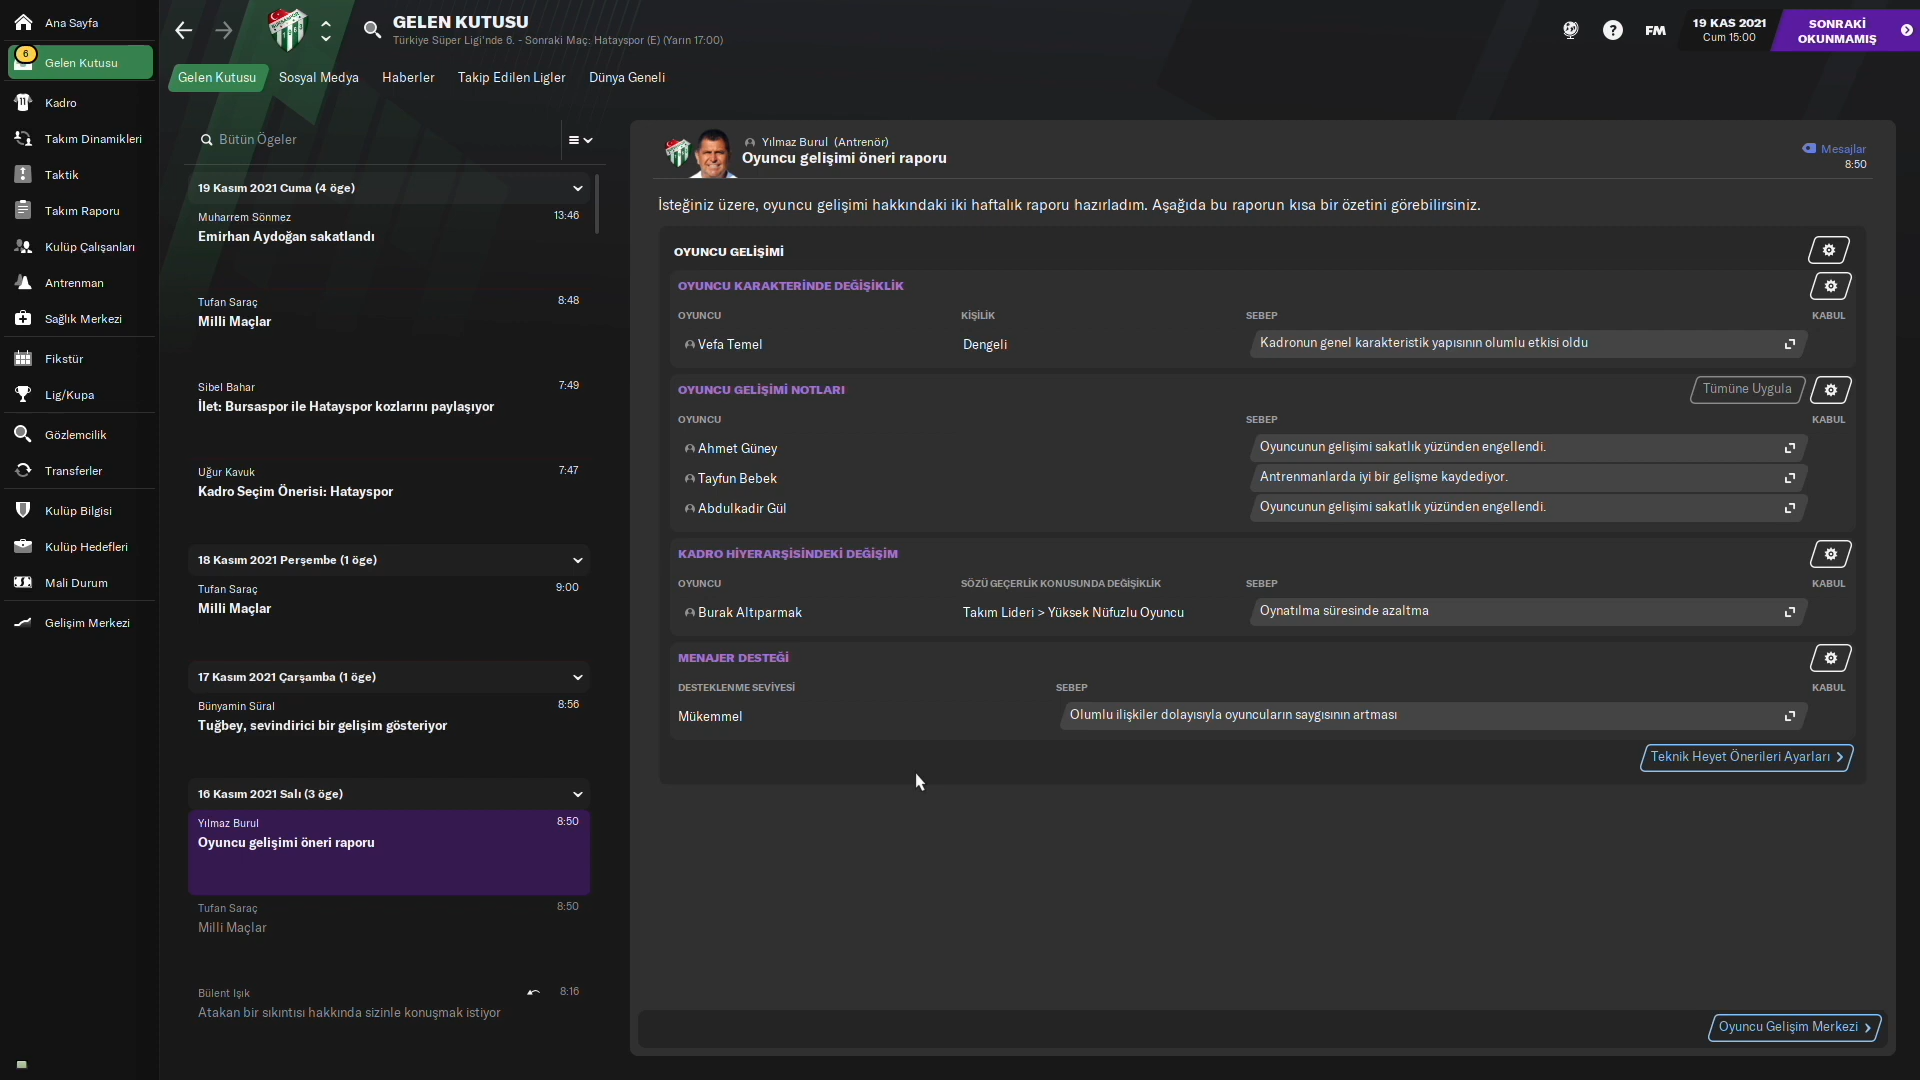 Ana Sayfa
6
Gelen Kutusu
Kadro
Takım Dinamikleri
Taktik
Takım Raporu
Kulüp Çalışanları
Antrenman
Sağlık Merkezi
Fikstür
Lig/Kupa
Gözlemcilik
Transferler
Kulüp Bilgisi
Kulüp Hedefleri
Mali Durum
Gelişim Merkezi
GELEN KUTUSU
Türkiye Süper Ligi'nde 6. - Sonraki Maç: Hatayspor (E) (Yarın 17:00)
FM
19 KAS 2021
Cum 15:00
SONRAKİ
OKUNMAMIŞ
Gelen Kutusu
Sosyal Medya
Haberler
Takip Edilen Ligler
Dünya Geneli
Bütün Ögeler
19 Kasım 2021 Cuma (4 öge)
Muharrem Sönmez 13:46
Emirhan Aydoğan sakatlandı
Tufan Saraç 8:48
Milli Maçlar
Sibel Bahar 7:49
İlet: Bursaspor ile Hatayspor kozlarını paylaşıyor
Uğur Kavuk 7:47
Kadro Seçim Önerisi: Hatayspor
18 Kasım 2021 Perşembe (1 öge)
Tufan Saraç 9:00
Milli Maçlar
17 Kasım 2021 Çarşamba (1 öge)
Bünyamin Süral 8:56
Tuğbey, sevindirici bir gelişim gösteriyor
16 Kasım 2021 Salı (3 öge)
Yılmaz Burul 8:50
Oyuncu gelişimi öneri raporu
Tufan Saraç 8:50
Milli Maçlar
Bülent Işık 8:16
Atakan bir sıkıntısı hakkında sizinle konuşmak istiyor
Yılmaz Burul (Antrenör)
Oyuncu gelişimi öneri raporu
Mesajlar
8:50
İsteğiniz üzere, oyuncu gelişimi hakkındaki iki haftalık raporu hazırladım. Aşağıda bu raporun kısa bir özetini görebilirsiniz.
OYUNCU GELİŞİMİ
OYUNCU KARAKTERİNDE DEĞİŞİKLİK
OYUNCU KİŞİLİK SEBEP KABUL
Vefa Temel Dengeli Kadronun genel karakteristik yapısının olumlu etkisi oldu
OYUNCU GELİŞİMİ NOTLARI Tümüne Uygula
OYUNCU SEBEP KABUL
Ahmet Güney Oyuncunun gelişimi sakatlık yüzünden engellendi.
Tayfun Bebek Antrenmanlarda iyi bir gelişme kaydediyor.
Abdulkadir Gül Oyuncunun gelişimi sakatlık yüzünden engellendi.
KADRO HİYERARŞİSİNDEKİ DEĞİŞİM
OYUNCU SÖZÜ GEÇERLİK KONUSUNDA DEĞİŞİKLİK SEBEP KABUL
Burak Altıparmak Takım Lideri > Yüksek Nüfuzlu Oyuncu Oynatılma süresinde azaltma
MENAJER DESTEĞİ
DESTEKLENME SEVİYESİ SEBEP KABUL
Mükemmel Olumlu ilişkiler dolayısıyla oyuncuların saygısının artması
Teknik Heyet Önerileri Ayarları
Oyuncu Gelişim Merkezi